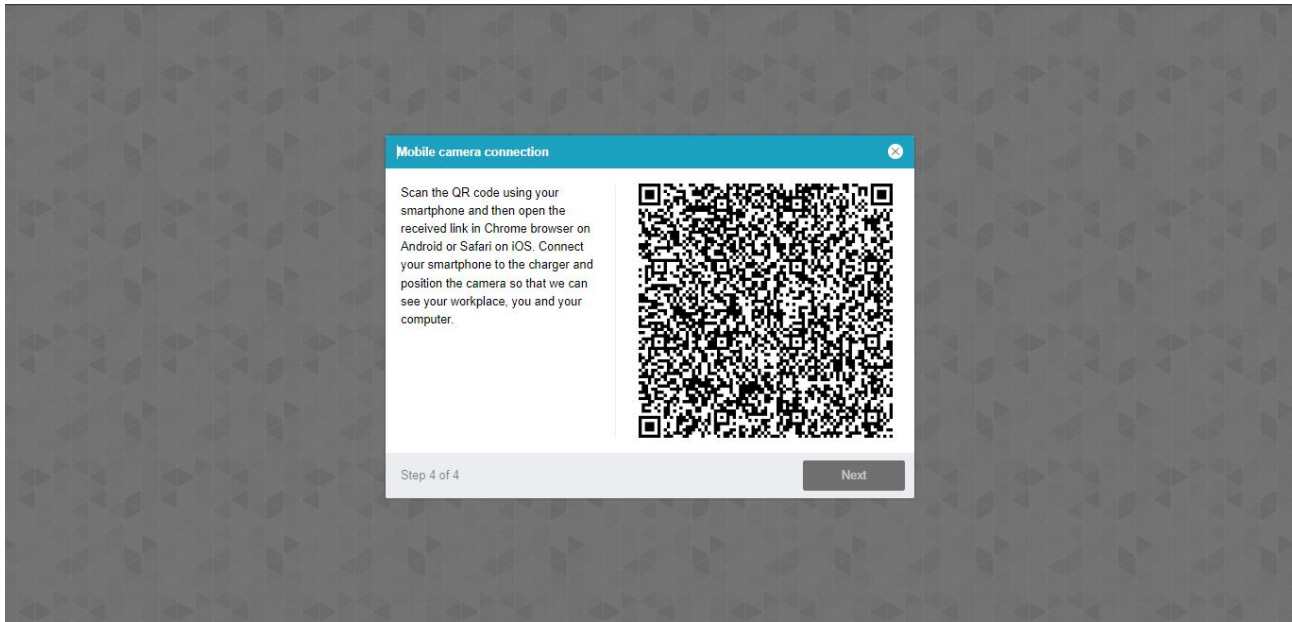 Mobile camera connection
Scan the QR code using your
smartphone and then open the
received link in Chrome browser on
Android or Safari on iOS. Connect
your smartphone to the charger and
position the camera so that we can
see your workplace, you and your
computer.
Step 4 of 4
Next